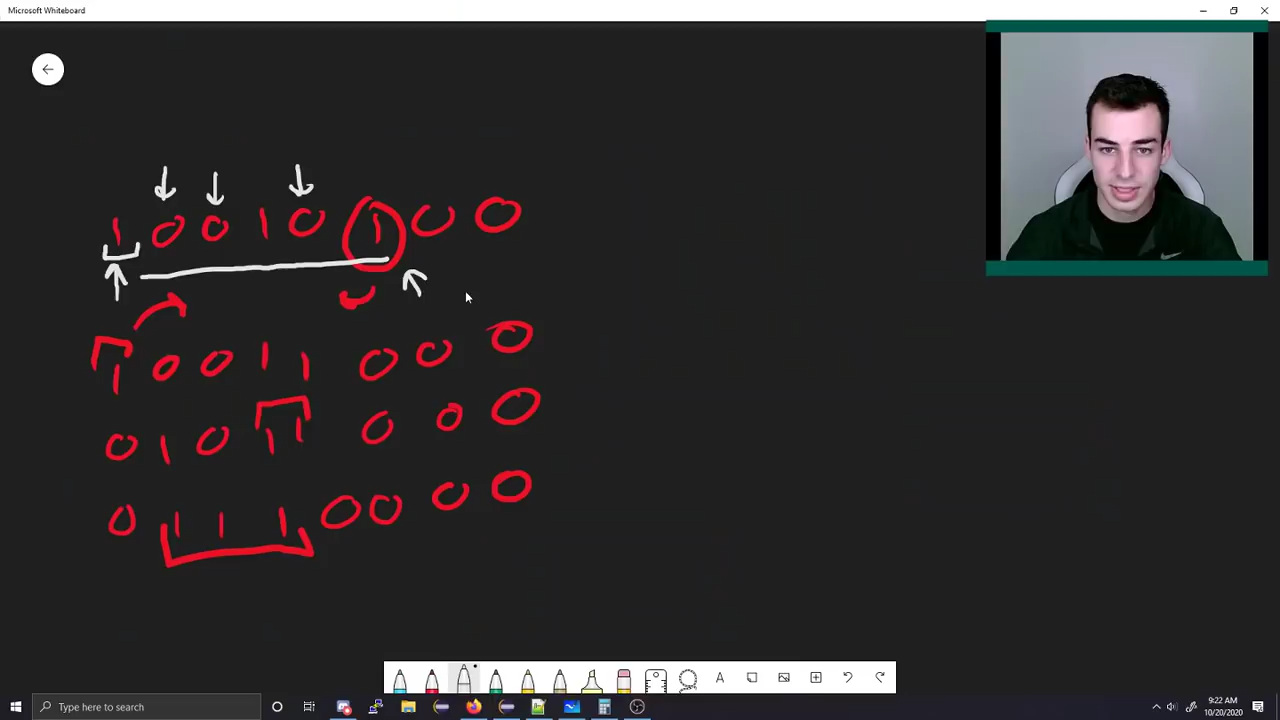 Microsoft Whiteboard
1 0 0 1 0 1 0 0
1 0 0 1 1 0 0 0
0 1 0 1 1 0 0 0
0 1 1 1 0 0 0 0
A
Type here to search
9:22 AM
10/20/2020